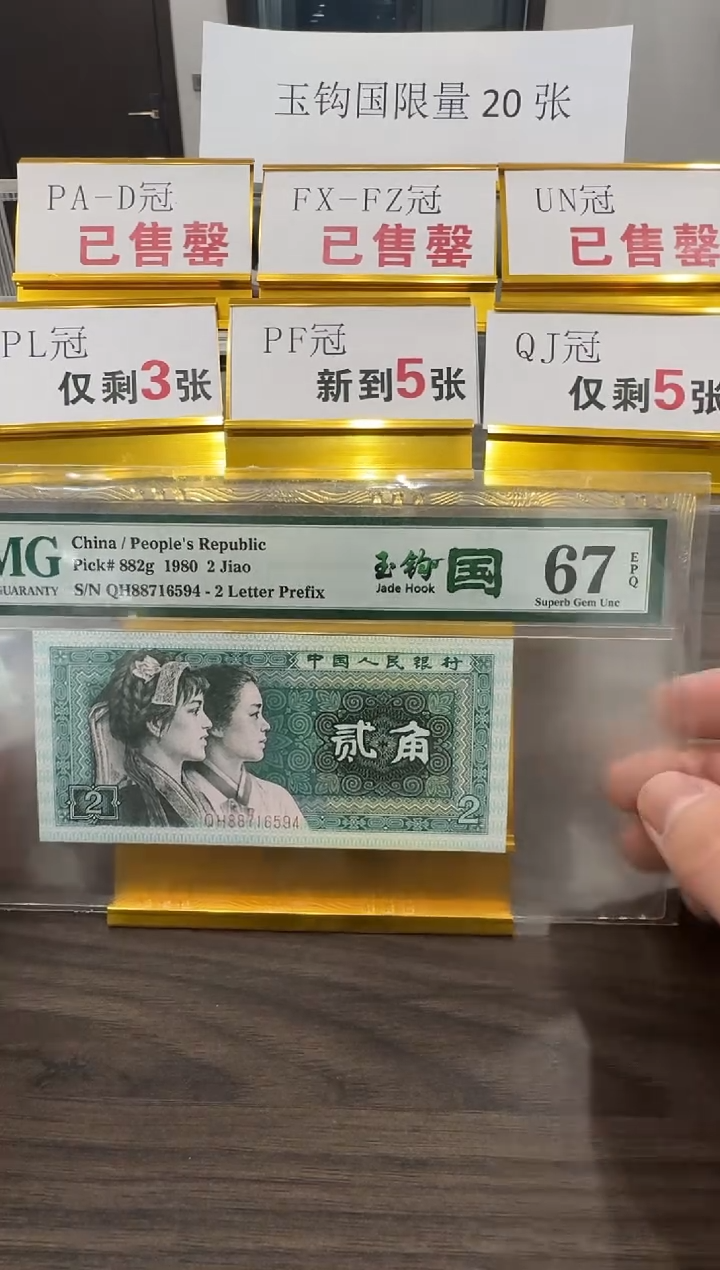 玉钩国限量20张
PA-D冠
已售罄
FX-FZ冠
已售罄
UN冠
已售罄
PL冠
仅剩3张
PF冠
新到5张
QJ冠
仅剩5张
MG
GUARANTY
China / People's Republic
Pick# 882g 1980 2 Jiao
S/N QH88716594 - 2 Letter Prefix
玉钩国
Jade Hook
67
EPQ
Superb Gem Unc
中国人民银行
贰角
2
QH88716594
2